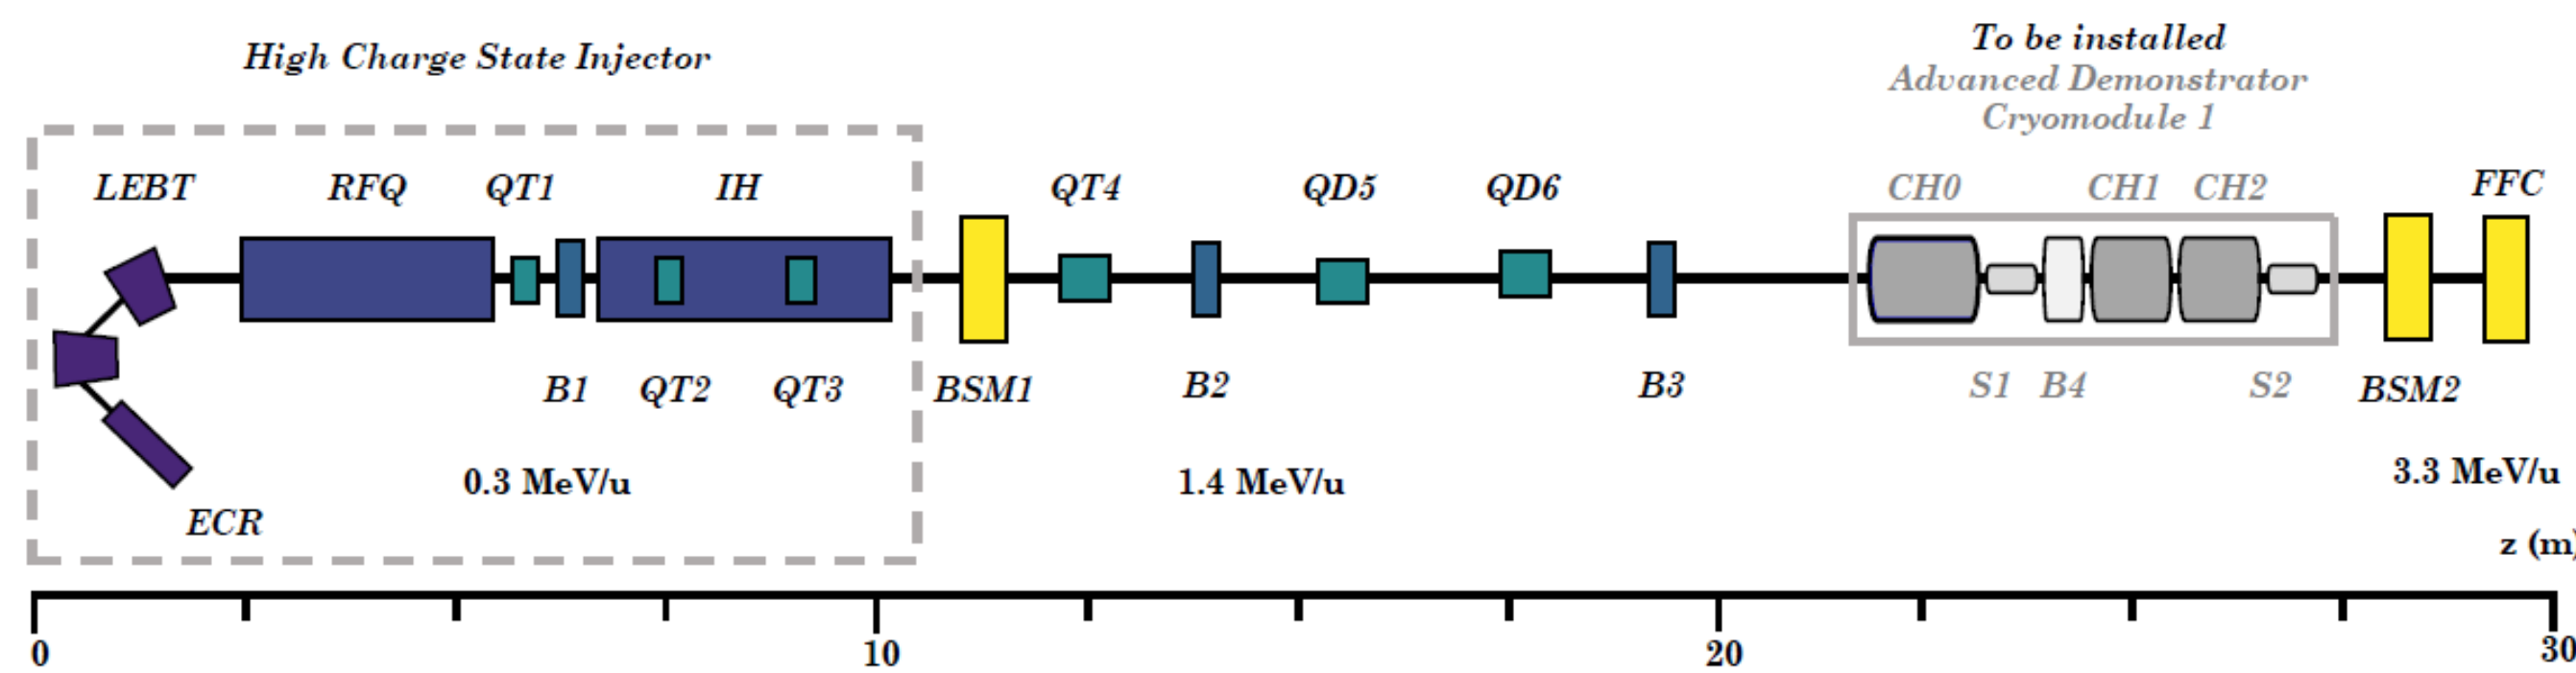 High Charge State Injector
To be installed
Advanced Demonstrator
Cryomodule 1
LEBT RFQ QT1 IH QT4 QD5 QD6 CH0 CH1 CH2 FFC
B1 QT2 QT3 BSM1 B2 B3 S1 B4 S2 BSM2
0.3 MeV/u 1.4 MeV/u 3.3 MeV/u
ECR
z (m)
0 10 20 30